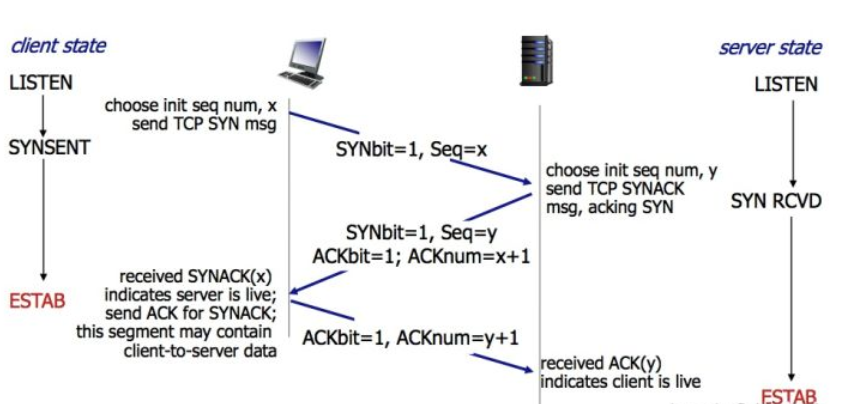 client state
server state
LISTEN
LISTEN
choose init seq num, x
send TCP SYN msg
SYNSENT
SYNbit=1, Seq=x
choose init seq num, y
send TCP SYNACK
msg, acking SYN
SYN RCVD
SYNbit=1, Seq=y
ACKbit=1; ACKnum=x+1
received SYNACK(x)
indicates server is live;
send ACK for SYNACK;
this segment may contain
client-to-server data
ESTAB
ACKbit=1, ACKnum=y+1
received ACK(y)
indicates client is live
ESTAB